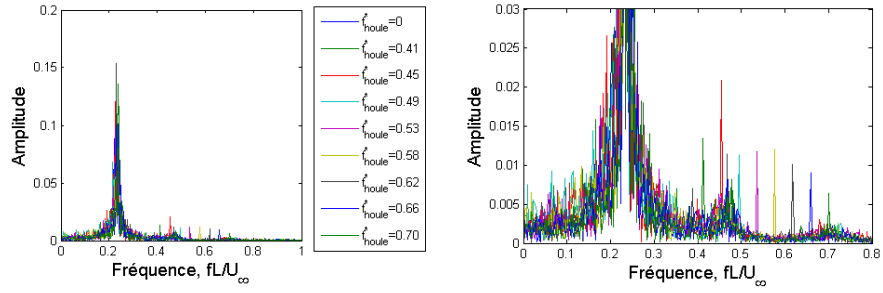 0.2
0.15
0.1
0.05
0
0
0.2
0.4
0.6
0.8
1
Amplitude
Fréquence, fL/U∞
f*houle=0
f*houle=0.41
f*houle=0.45
f*houle=0.49
f*houle=0.53
f*houle=0.58
f*houle=0.62
f*houle=0.66
f*houle=0.70
0.03
0.025
0.02
0.015
0.01
0.005
0
0
0.1
0.2
0.3
0.4
0.5
0.6
0.7
0.8
Amplitude
Fréquence, fL/U∞